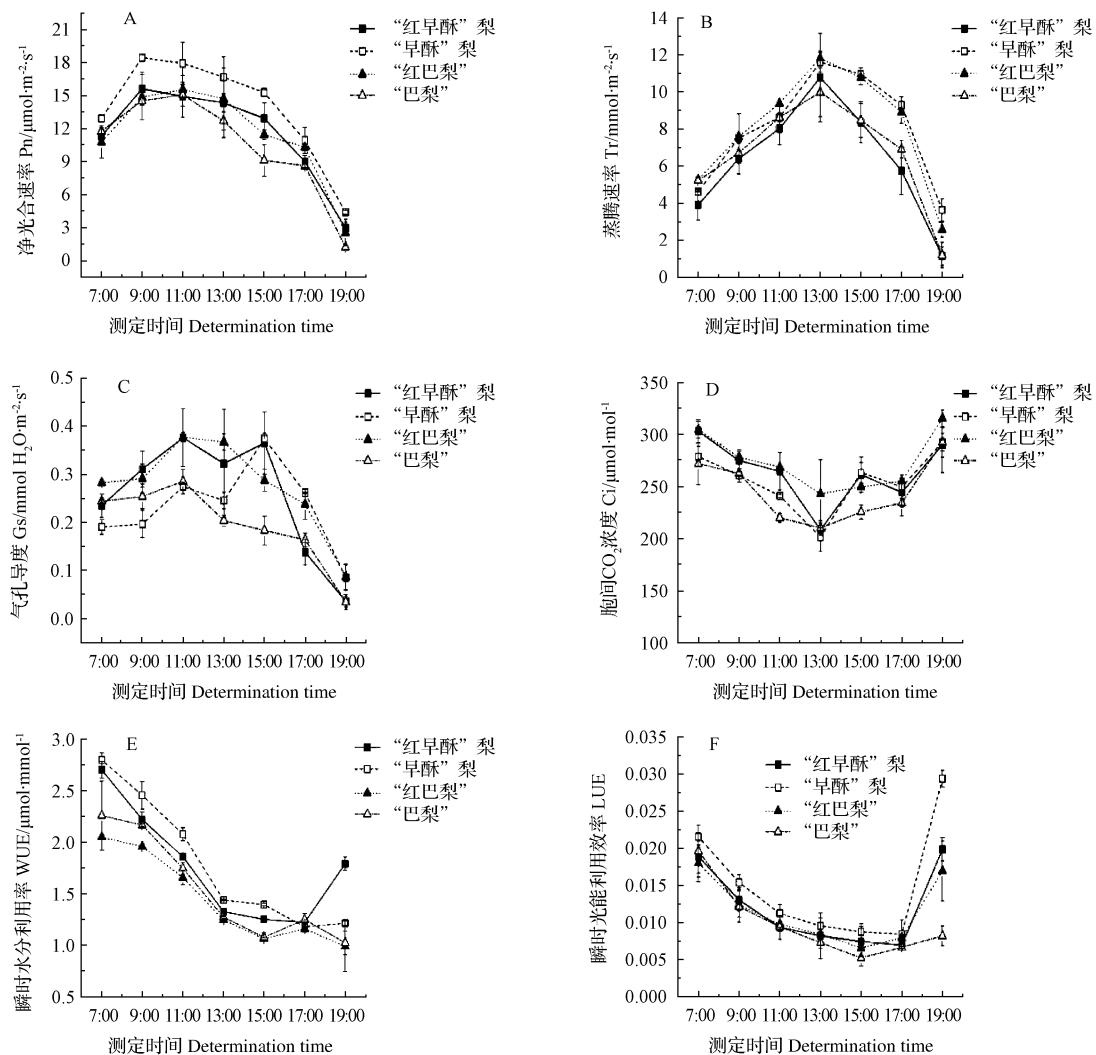 A
净光合速率 Pn/μmol·m⁻²·s⁻¹
21
18
15
12
9
6
3
0
7:00 9:00 11:00 13:00 15:00 17:00 19:00
测定时间 Determination time
“红早酥”梨
“早酥”梨
“红巴梨”
“巴梨”
B
蒸腾速率 Tr/mmol·m⁻²·s⁻¹
14
12
10
8
6
4
2
0
7:00 9:00 11:00 13:00 15:00 17:00 19:00
测定时间 Determination time
“红早酥”梨
“早酥”梨
“红巴梨”
“巴梨”
C
气孔导度 Gs/mmol H₂O·m⁻²·s⁻¹
0.5
0.4
0.3
0.2
0.1
0.0
7:00 9:00 11:00 13:00 15:00 17:00 19:00
测定时间 Determination time
“红早酥”梨
“早酥”梨
“红巴梨”
“巴梨”
D
胞间CO₂浓度 Ci/μmol·mol⁻¹
350
300
250
200
150
100
7:00 9:00 11:00 13:00 15:00 17:00 19:00
测定时间 Determination time
“红早酥”梨
“早酥”梨
“红巴梨”
“巴梨”
E
瞬时水分利用率 WUE/μmol·mmol⁻¹
3.0
2.5
2.0
1.5
1.0
0.5
7:00 9:00 11:00 13:00 15:00 17:00 19:00
测定时间 Determination time
“红早酥”梨
“早酥”梨
“红巴梨”
“巴梨”
F
瞬时光能利用效率 LUE
0.035
0.030
0.025
0.020
0.015
0.010
0.005
0.000
7:00 9:00 11:00 13:00 15:00 17:00 19:00
测定时间 Determination time
“红早酥”梨
“早酥”梨
“红巴梨”
“巴梨”